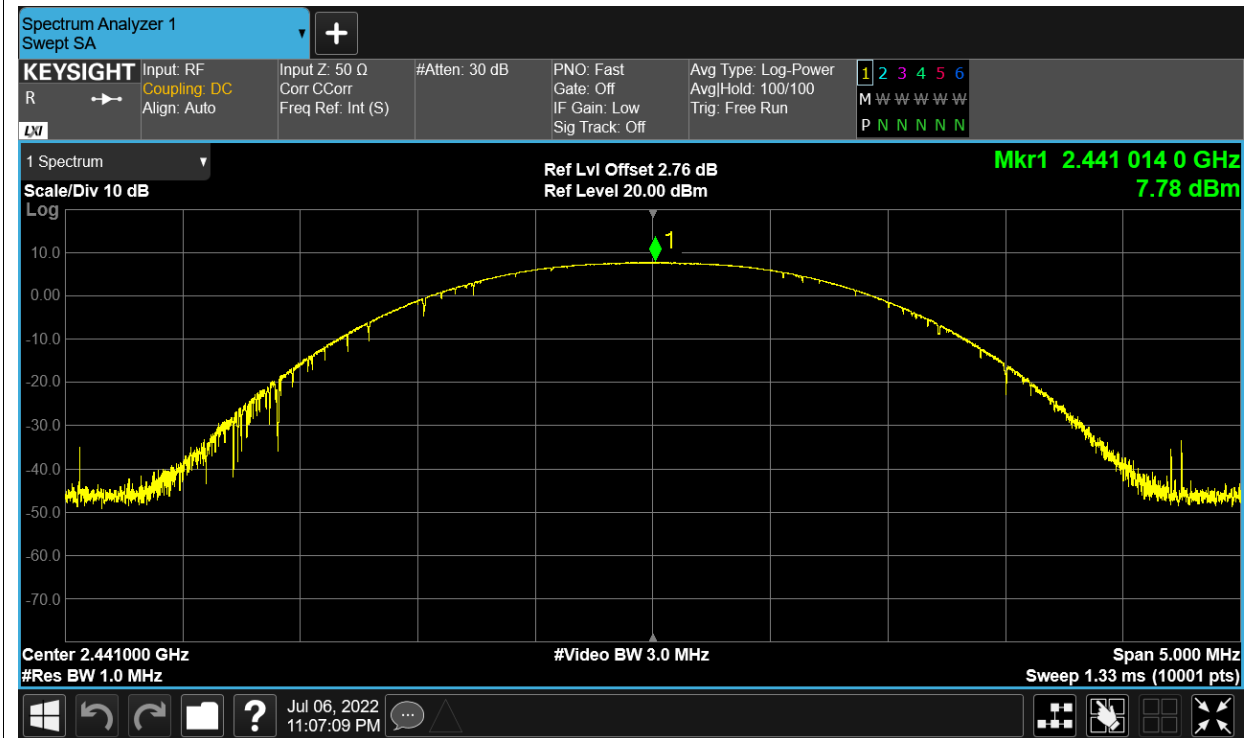 Spectrum Analyzer 1
Swept SA
+
KEYSIGHT
R
LXI
Input: RF
Coupling: DC
Align: Auto
Input Z: 50 Ω
Corr CCorr
Freq Ref: Int (S)
#Atten: 30 dB
PNO: Fast
Gate: Off
IF Gain: Low
Sig Track: Off
Avg Type: Log-Power
Avg|Hold: 100/100
Trig: Free Run
1 2 3 4 5 6
M W W W W W W
P N N N N N N
1 Spectrum
Scale/Div 10 dB
Log
Ref Lvl Offset 2.76 dB
Ref Level 20.00 dBm
Mkr1 2.441 014 0 GHz
7.78 dBm
1
10.0
0.00
-10.0
-20.0
-30.0
-40.0
-50.0
-60.0
-70.0
Center 2.441000 GHz
#Res BW 1.0 MHz
#Video BW 3.0 MHz
Span 5.000 MHz
Sweep 1.33 ms (10001 pts)
?
Jul 06, 2022
11:07:09 PM